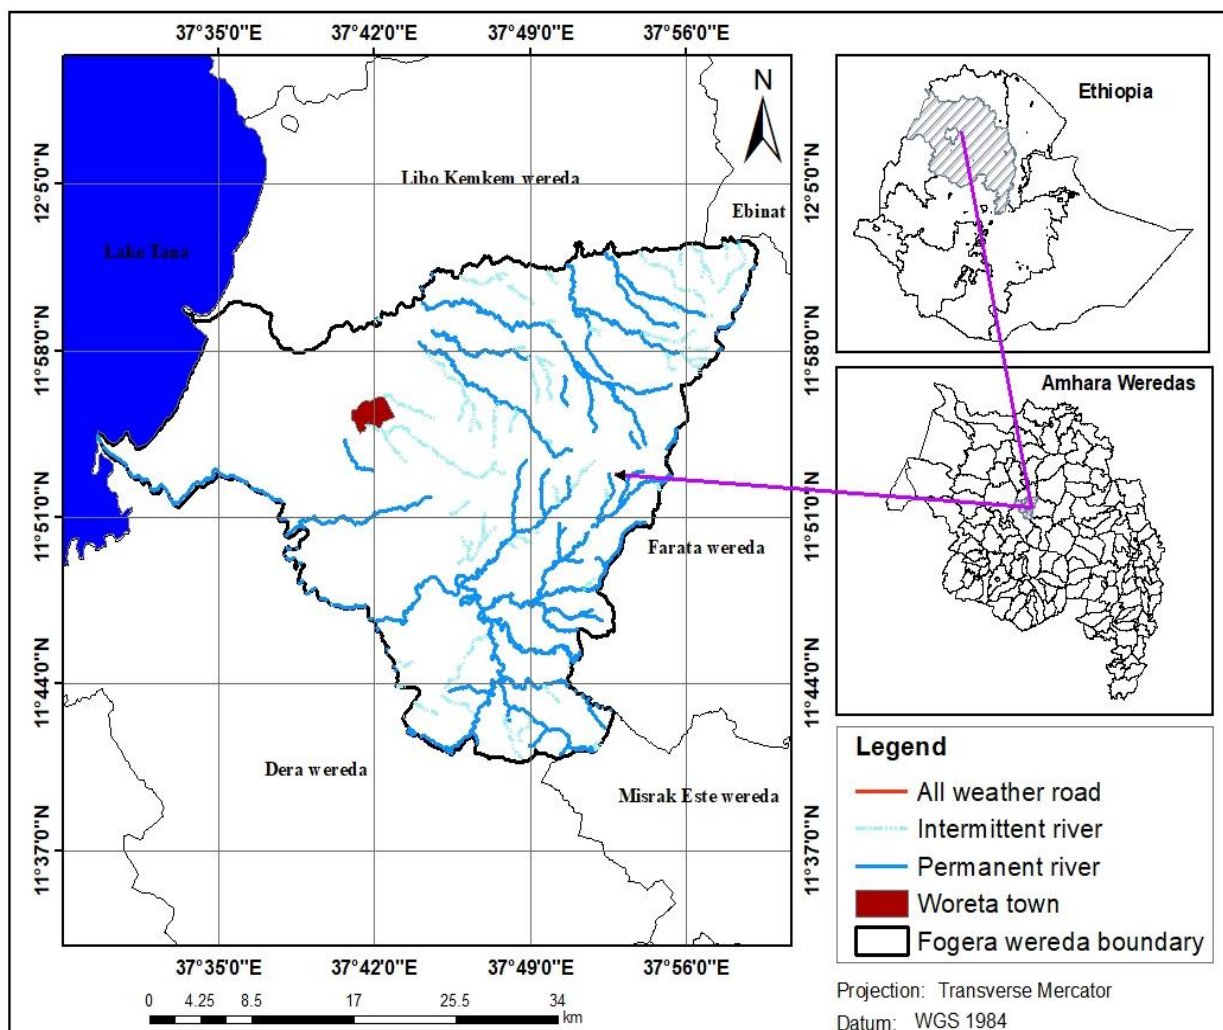 37°35'0"E 37°42'0"E 37°49'0"E 37°56'0"E
N
12°5'0"N
12°5'0"N
11°58'0"N
11°58'0"N
11°51'0"N
11°51'0"N
11°44'0"N
11°44'0"N
11°37'0"N
11°37'0"N
Libo Kemkem wereda
Ebinat
Lake Tana
Farata wereda
Dera wereda
Misrak Este wereda
37°35'0"E 37°42'0"E 37°49'0"E 37°56'0"E
0 4.25 8.5 17 25.5 34
km
Ethiopia
Amhara Weredas
Legend
All weather road
Intermittent river
Permanent river
Woreta town
Fogera wereda boundary
Projection: Transverse Mercator
Datum: WGS 1984